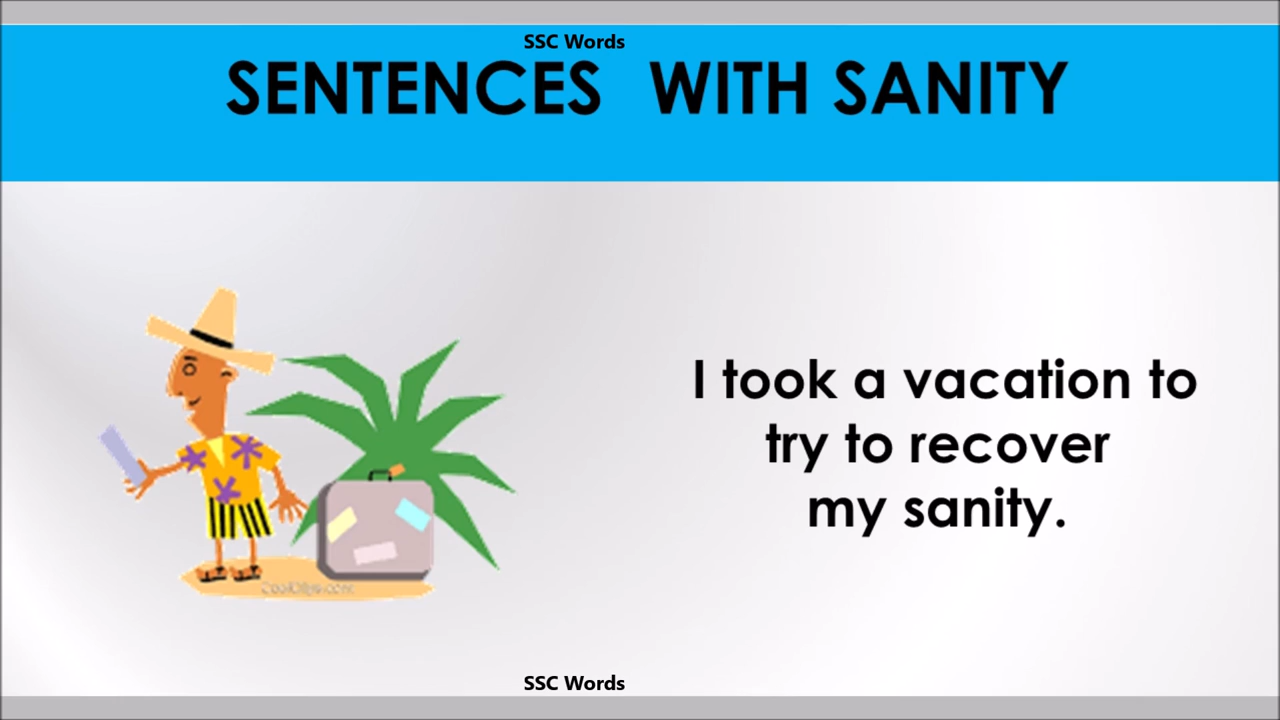 SSC Words
SENTENCES WITH SANITY
I took a vacation to
try to recover
my sanity.
SSC Words